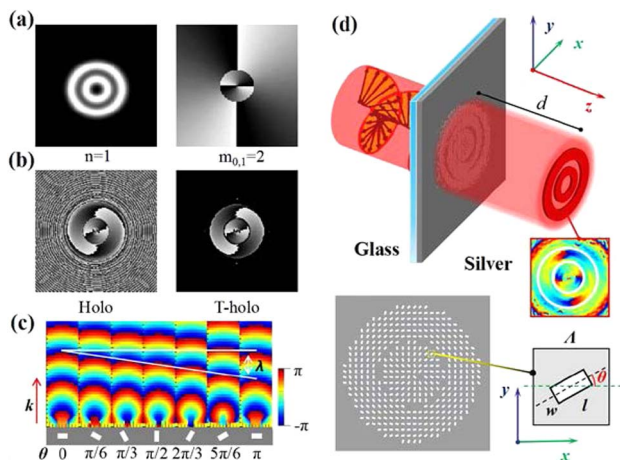 (a)
n=1
m0,1=2
(b)
Holo
T-holo
(c)
k
λ
π
-π
θ
0
π/6
π/3
π/2
2π/3
5π/6
π
(d)
y
x
z
d
Glass
Silver
Λ
θ
w
l
y
x